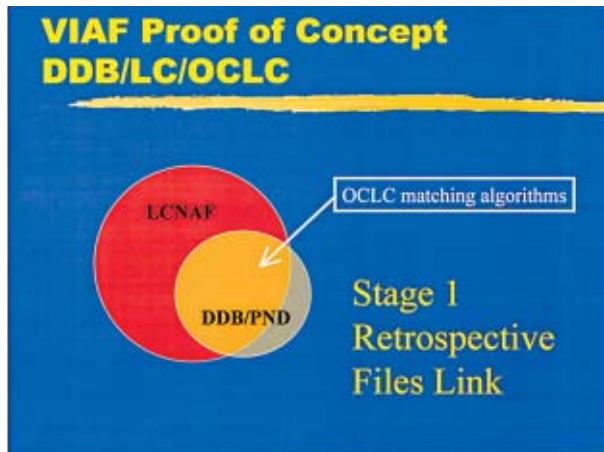 VIAF Proof of Concept
DDB/LC/OCLC
LCNAF
OCLC matching algorithms
DDB/PND
Stage 1
Retrospective
Files Link